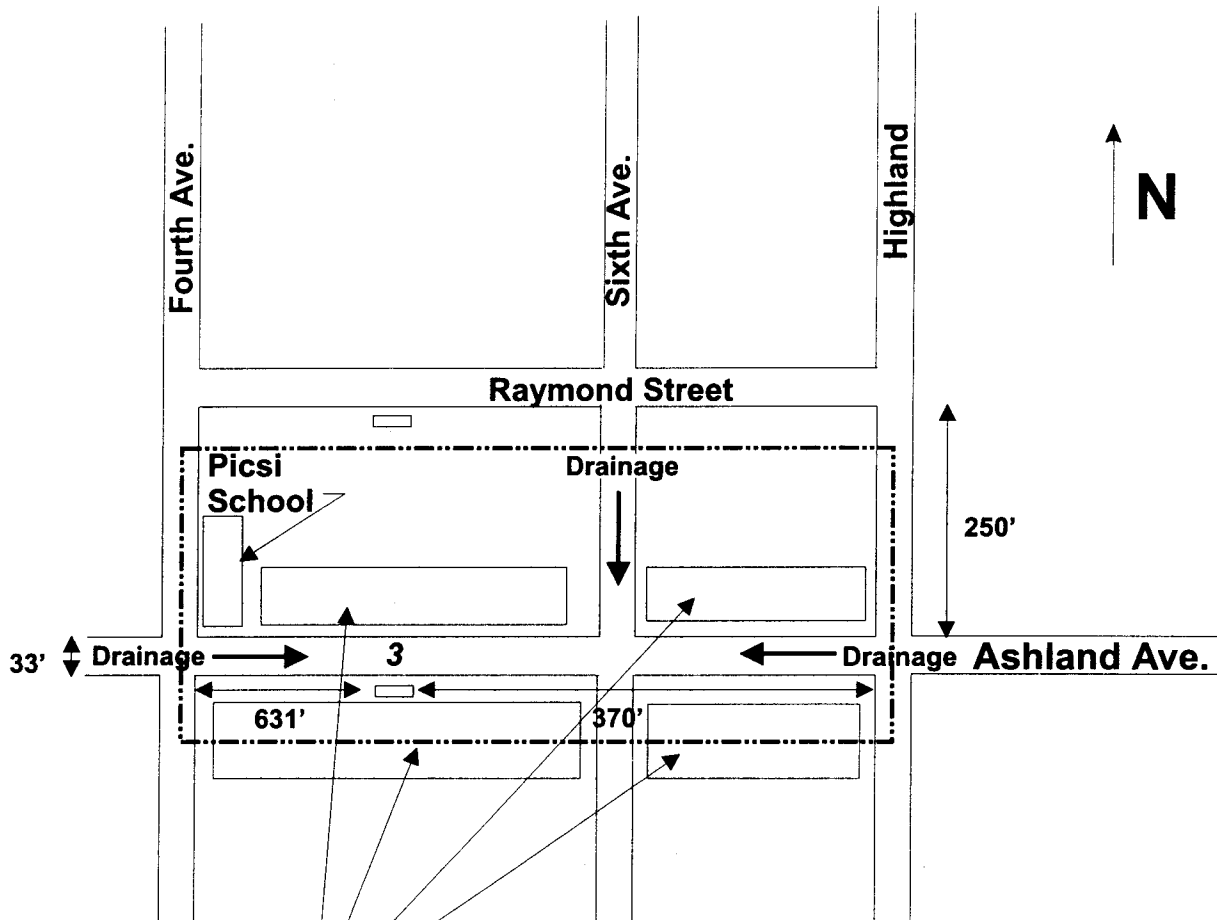 Fourth Ave.
Sixth Ave.
Highland
N
Raymond Street
Picsi
School
Drainage
250'
33'
Drainage
3
Drainage
Ashland Ave.
631'
370'